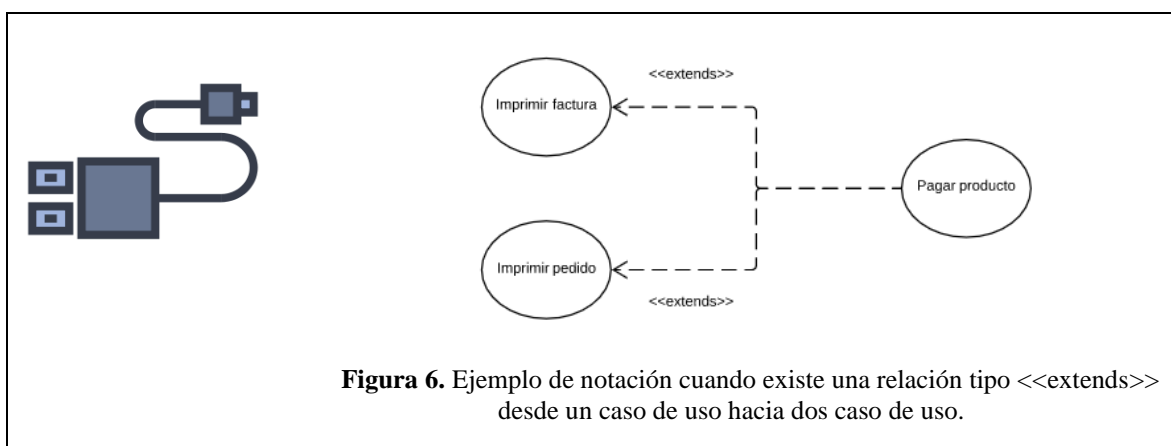 <<extends>>
Imprimir factura
Pagar producto
Imprimir pedido
<<extends>>
Figura 6. Ejemplo de notación cuando existe una relación tipo <<extends>>
desde un caso de uso hacia dos caso de uso.